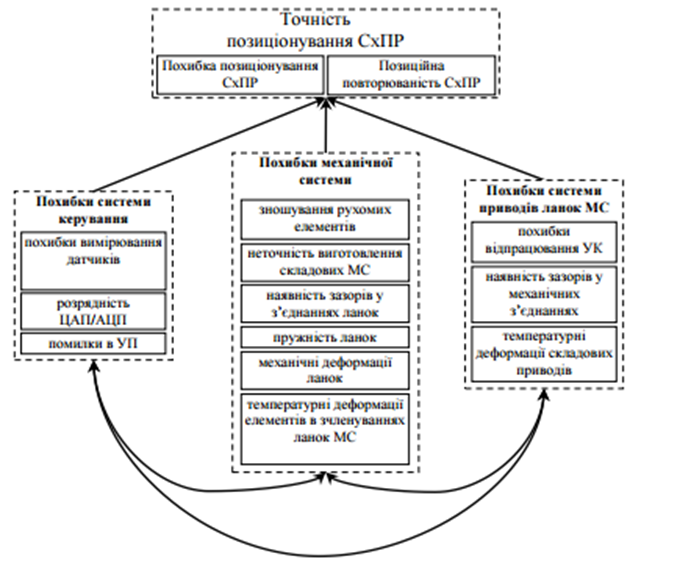 Точність
позиціонування СхПР
Похибка позиціонування
СхПР
Позиційна
повторюваність СхПР
Похибки системи
керування
похибки вимірювання
датчиків
розрядність
ЦАП/АЦП
помилки в УП
Похибки механічної
системи
зношування рухомих
елементів
неточність виготовлення
складових МС
наявність зазорів у
з’єднаннях ланок
пружність ланок
механічні деформації
ланок
температурні деформації
елементів в зчленуваннях
ланок МС
Похибки системи
приводів ланок МС
похибки
відпрацювання УК
наявність зазорів у
механічних
з’єднаннях
температурні
деформації складових
приводів